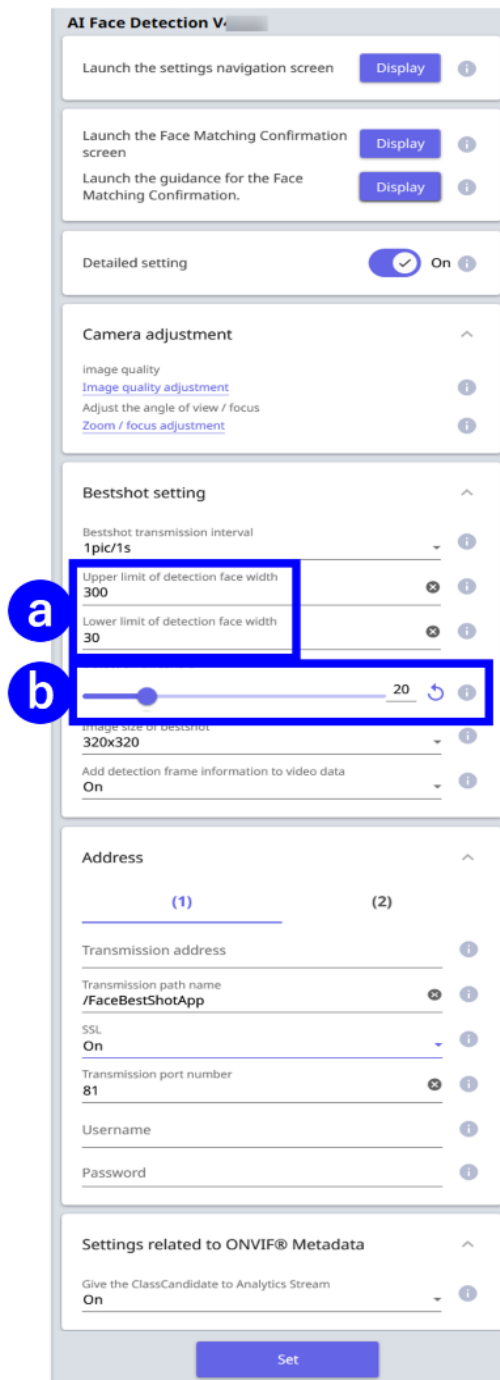 AI Face Detection V
Launch the settings navigation screen
Display
Launch the Face Matching Confirmation
screen
Display
Launch the guidance for the Face
Matching Confirmation.
Display
Detailed setting
On
Camera adjustment
image quality
Image quality adjustment
Adjust the angle of view / focus
Zoom / focus adjustment
Bestshot setting
Bestshot transmission interval
1pic/1s
a
Upper limit of detection face width
300
Lower limit of detection face width
30
b
20
Image size of bestshot
320x320
Add detection frame information to video data
On
Address
(1)
(2)
Transmission address
Transmission path name
/FaceBestShotApp
SSL
On
Transmission port number
81
Username
Password
Settings related to ONVIF® Metadata
Give the ClassCandidate to Analytics Stream
On
Set